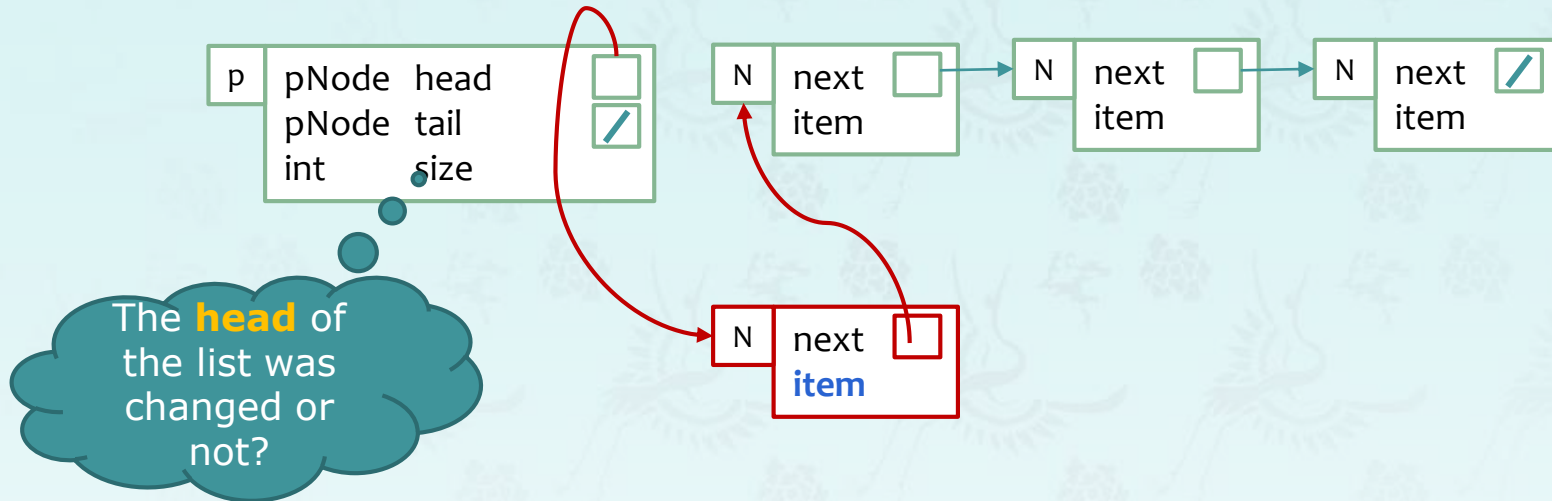 p
pNode head
pNode tail
int size
N
next
item
N
next
item
N
next
item
The head of
the list was
changed or
not?
N
next
item